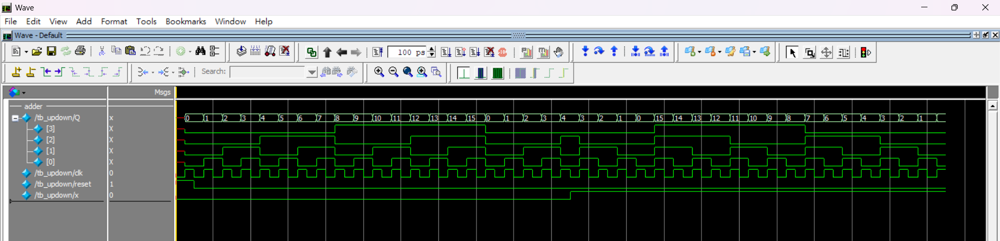 Wave
File Edit View Add Format Tools Bookmarks Window Help
Wave - Default
100 ps
Search:
Msgs
adder
/tb_updown/Q x 0 1 2 3 4 5 6 7 8 9 10 11 12 13 14 15 0 1 2 3 4 3 2 1 0 15 14 13 12 11 10 9 8 7 6 5 4 3 2 1
[3] X
[2] X
[1] X
[0] X
/tb_updown/clk 0
/tb_updown/reset 1
/tb_updown/x 0